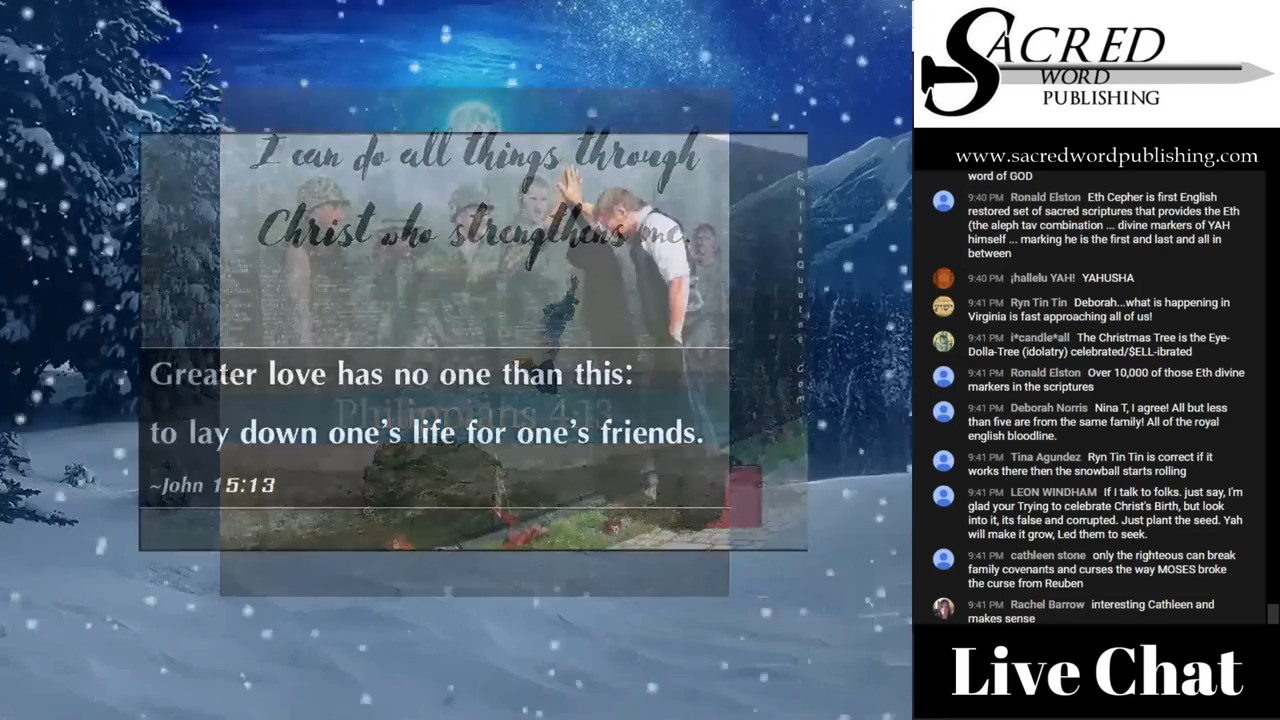 I can do all things through
Christ who strengthens me.
Philippians 4:13
Greater love has no one than this:
to lay down one's life for one's friends.
~John 15:13
SACRED
WORD
PUBLISHING
www.sacredwordpublishing.com
word of GOD
9:40 PM Ronald Elston Eth Cepher is first English
restored set of sacred scriptures that provides the Eth
(the aleph tav combination ... divine markers of YAH
himself ... marking he is the first and last and all in
between
9:40 PM ¡hallelu YAH! YAHUSHA
9:41 PM Ryn Tin Tin Deborah...what is happening in
Virginia is fast approaching all of us!
9:41 PM i*candle*all The Christmas Tree is the Eye-
Dolla-Tree (idolatry) celebrated/$ELL-ibrated
9:41 PM Ronald Elston Over 10,000 of those Eth divine
markers in the scriptures
9:41 PM Deborah Norris Nina T, I agree! All but less
than five are from the same family! All of the royal
english bloodline.
9:41 PM Tina Agundez Ryn Tin Tin is correct if it
works there then the snowball starts rolling
9:41 PM LEON WINDHAM If I talk to folks. just say, I'm
glad your Trying to celebrate Christ's Birth, but look
into it, its false and corrupted. Just plant the seed. Yah
will make it grow, Led them to seek.
9:41 PM cathleen stone only the righteous can break
family covenants and curses the way MOSES broke
the curse from Reuben
9:41 PM Rachel Barrow interesting Cathleen and
makes sense
Live Chat